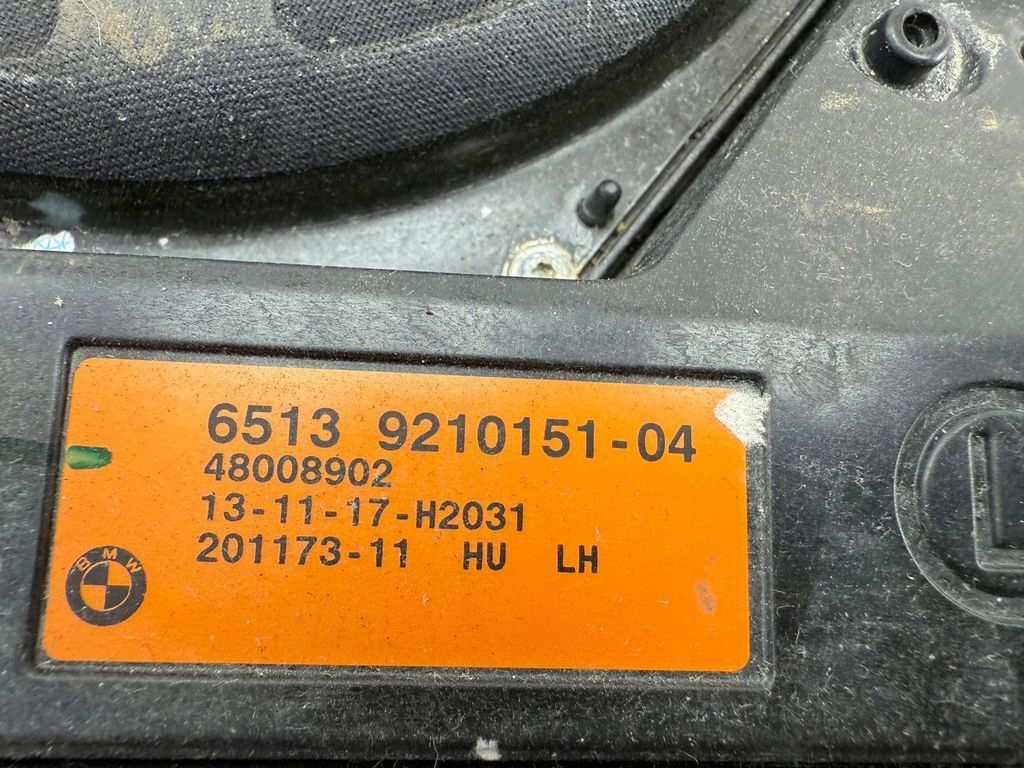 6513 9210151-04
48008902
13-11-17-H2031
201173-11 HU LH
BMW
L